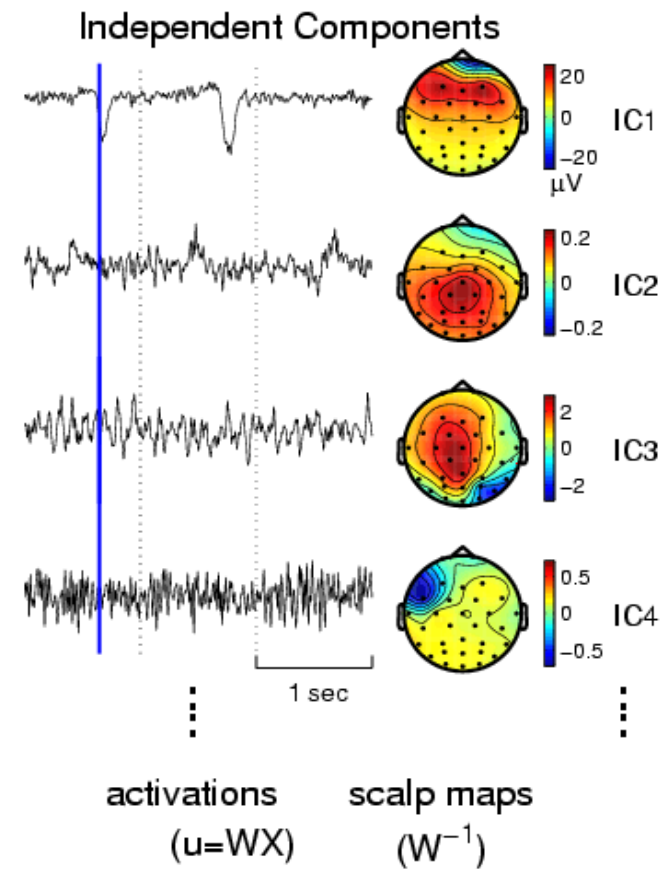 Independent Components
20
0
−20
μV
IC1
0.2
0
−0.2
IC2
2
0
−2
IC3
0.5
0
−0.5
IC4
1 sec
activations scalp maps
(u=WX) (W⁻¹)